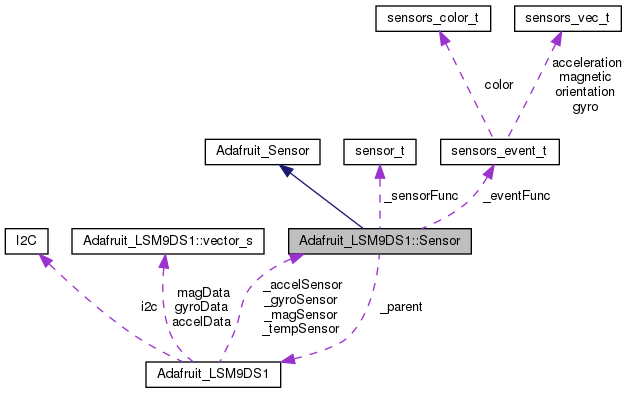 sensors_color_t
sensors_vec_t
color
acceleration
magnetic
orientation
gyro
Adafruit_Sensor
sensor_t
sensors_event_t
_sensorFunc
_eventFunc
I2C
Adafruit_LSM9DS1::vector_s
Adafruit_LSM9DS1::Sensor
i2c
magData
gyroData
accelData
_accelSensor
_gyroSensor
_magSensor
_tempSensor
_parent
Adafruit_LSM9DS1